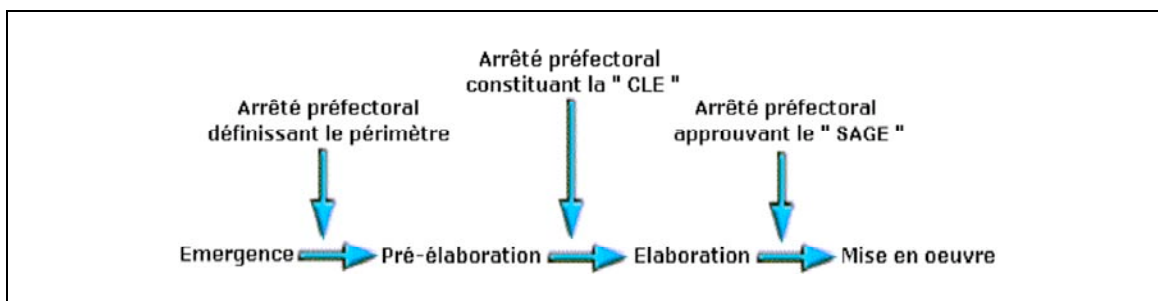 Arrêté préfectoral
constituant la " CLE "
Arrêté préfectoral
définissant le périmètre
Arrêté préfectoral
approuvant le " SAGE "
Emergence Pré-élaboration Elaboration Mise en oeuvre